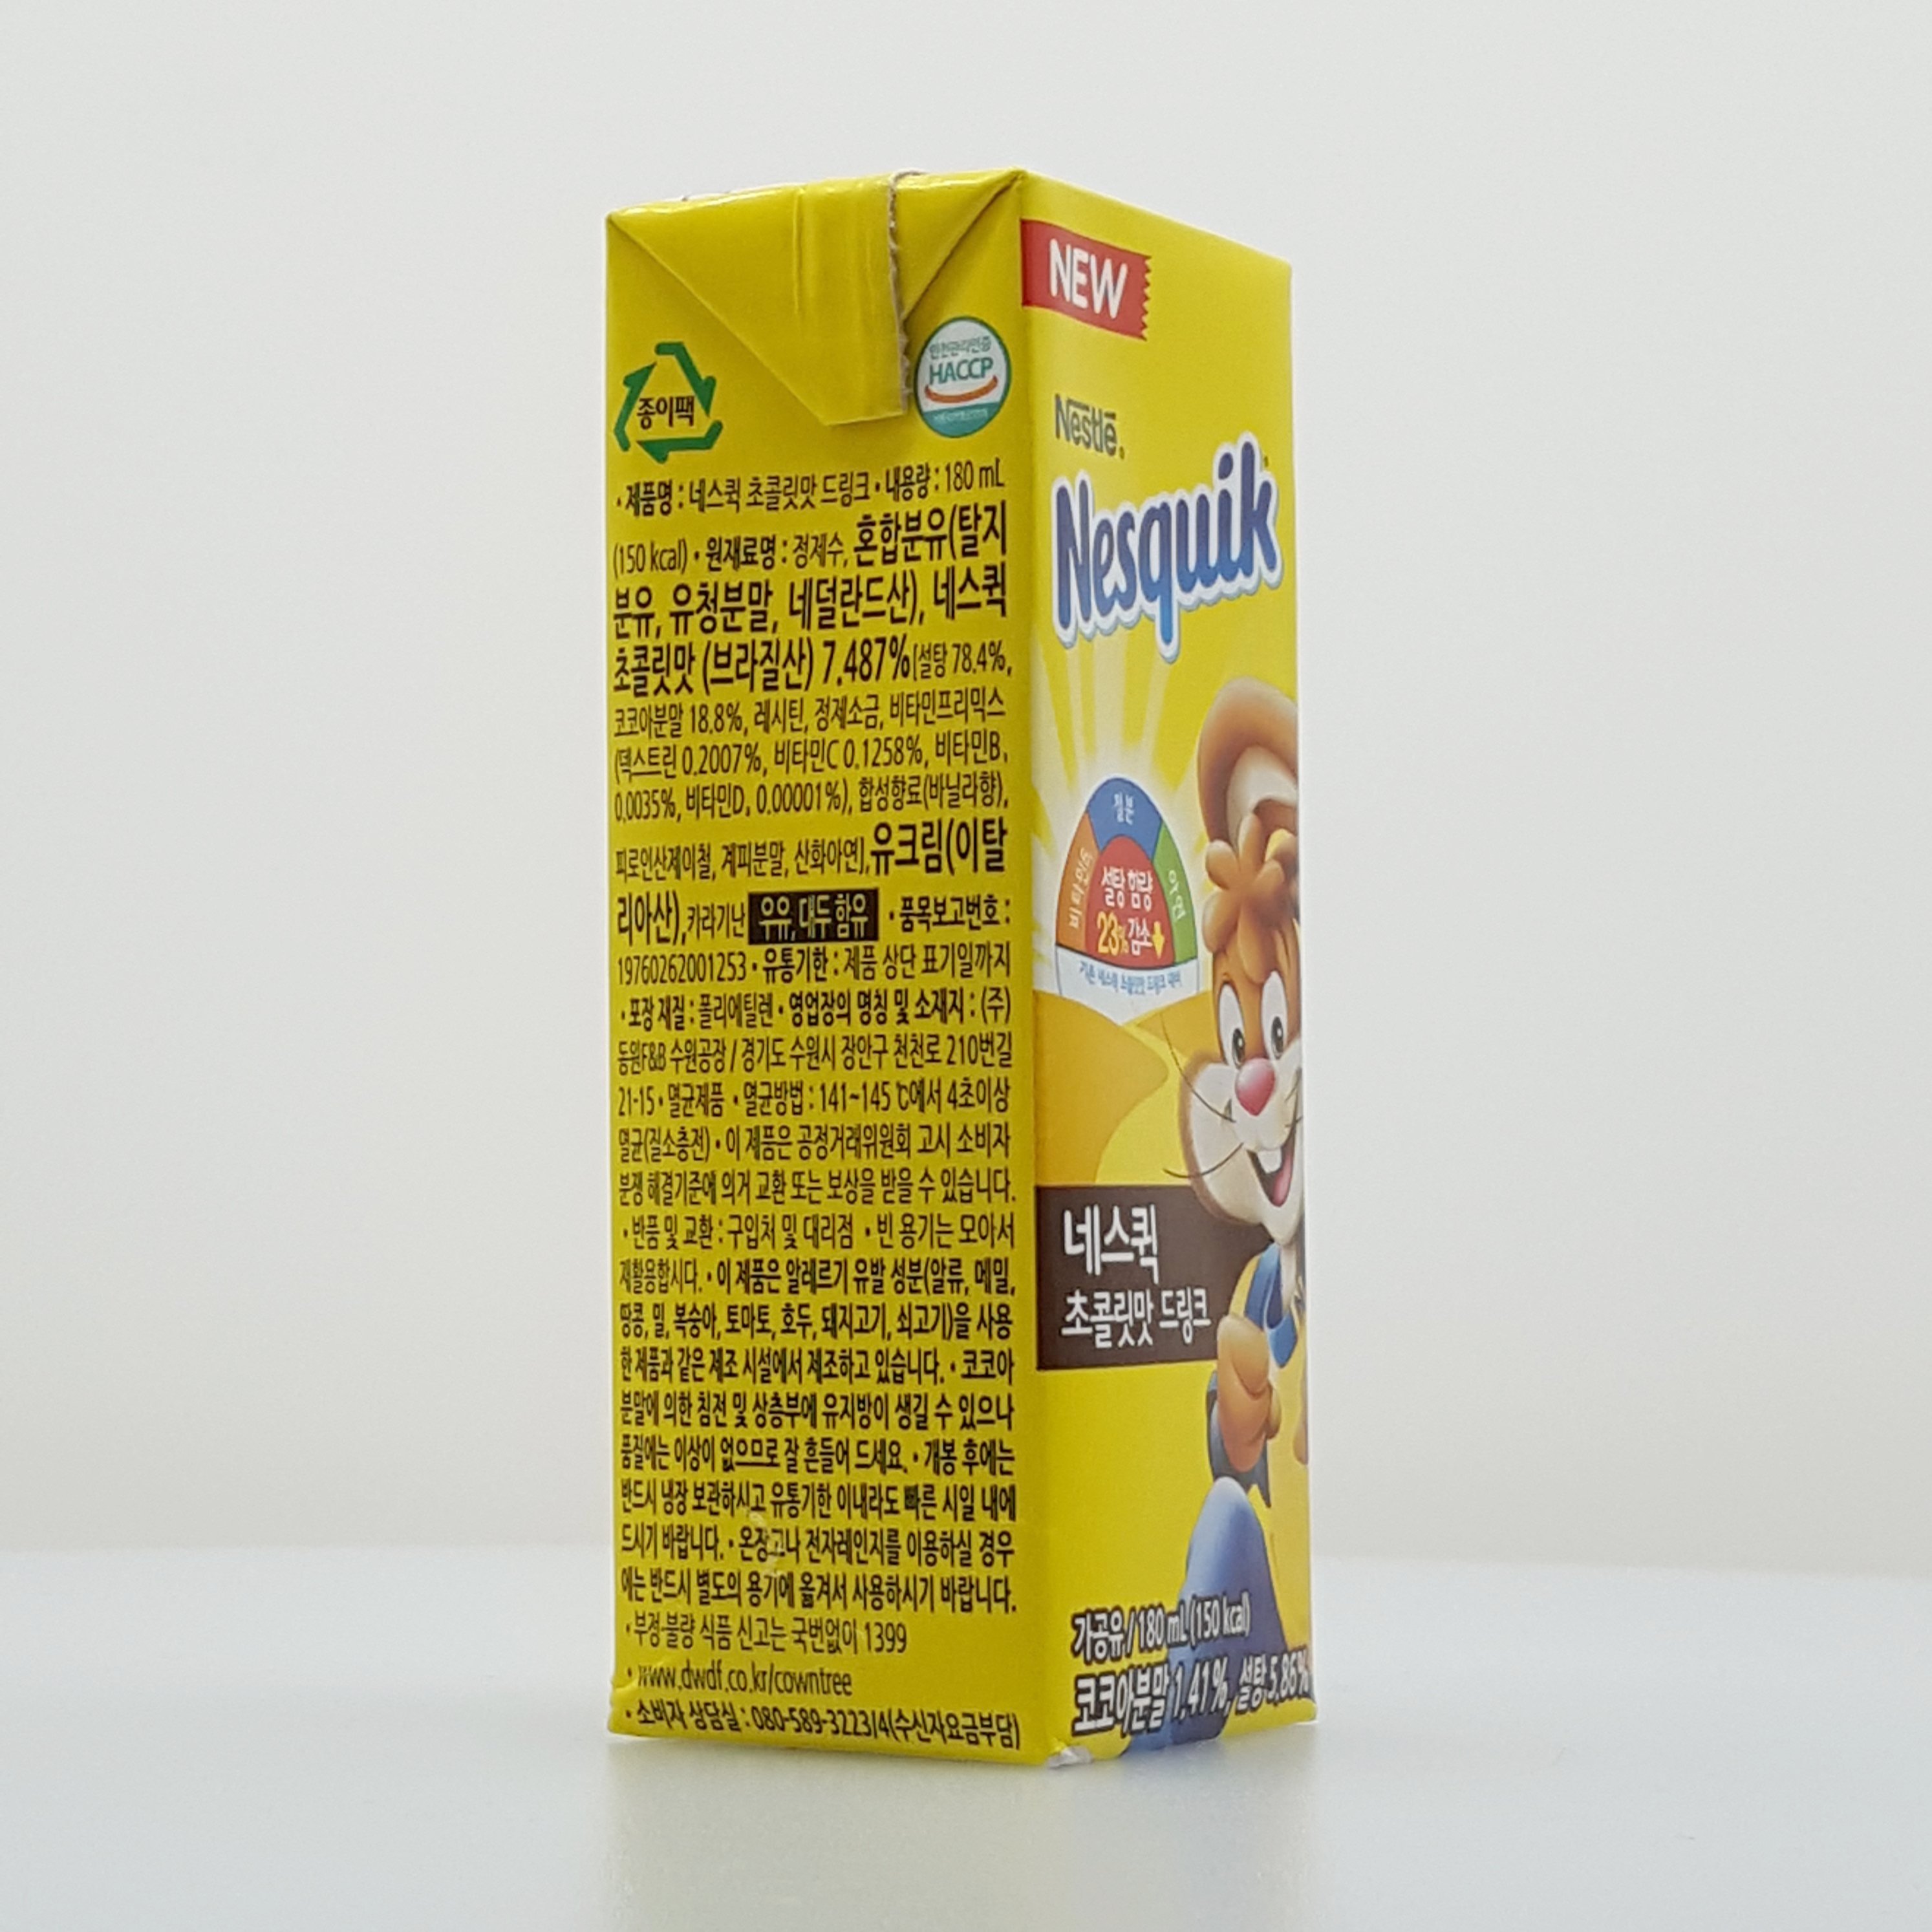 종이팩
안전관리인증
HACCP
• 제품명 : 네스퀵 초콜릿맛 드링크 • 내용량 : 180 mL
(150 kcal) • 원재료명 : 정제수, 혼합분유(탈지
분유, 유청분말, 네덜란드산), 네스퀵
초콜릿맛 (브라질산) 7.487%[설탕 78.4%,
코코아분말 18.8%, 레시틴, 정제소금, 비타민프리믹스
(덱스트린 0.2007%, 비타민C 0.1258%, 비타민B₁
0.0035%, 비타민D₃ 0.00001%), 합성향료(바닐라향),
피로인산제이철, 계피분말, 산화아연], 유크림(이탈
리아산), 카라기난 우유, 대두 함유 • 품목보고번호 :
19760262001253 • 유통기한 : 제품 상단 표기일까지
• 포장 재질 : 폴리에틸렌 • 영업장의 명칭 및 소재지 : (주)
동원F&B 수원공장 / 경기도 수원시 장안구 천천로 210번길
21-15 • 멸균제품 • 멸균방법 : 141~145 ℃에서 4초이상
멸균(질소충전) • 이 제품은 공정거래위원회 고시 소비자
분쟁 해결기준에 의거 교환 또는 보상을 받을 수 있습니다.
• 반품 및 교환 : 구입처 및 대리점 • 빈 용기는 모아서
재활용합시다. • 이 제품은 알레르기 유발 성분(알류, 메밀,
땅콩, 밀, 복숭아, 토마토, 호두, 돼지고기, 쇠고기)을 사용
한 제품과 같은 제조 시설에서 제조하고 있습니다. • 코코아
분말에 의한 침전 및 상층부에 유지방이 생길 수 있으나
품질에는 이상이 없으므로 잘 흔들어 드세요. • 개봉 후에는
반드시 냉장 보관하시고 유통기한 이내라도 빠른 시일 내에
드시기 바랍니다. • 온장고나 전자레인지를 이용하실 경우
에는 반드시 별도의 용기에 옮겨서 사용하시기 바랍니다.
• 부정·불량 식품 신고는 국번없이 1399
• www.dwdf.co.kr/cowntree
• 소비자 상담실 : 080-589-3223|4(수신자요금부담)
NEW
Nestlé®
Nesquik
철분
비타민
아연
설탕 함량
23% 감소
기존 네스퀵 초콜릿맛 드링크 대비
네스퀵
초콜릿맛 드링크
가공유 / 180 mL (150 kcal)
코코아분말 1.41%, 설탕 5.86%